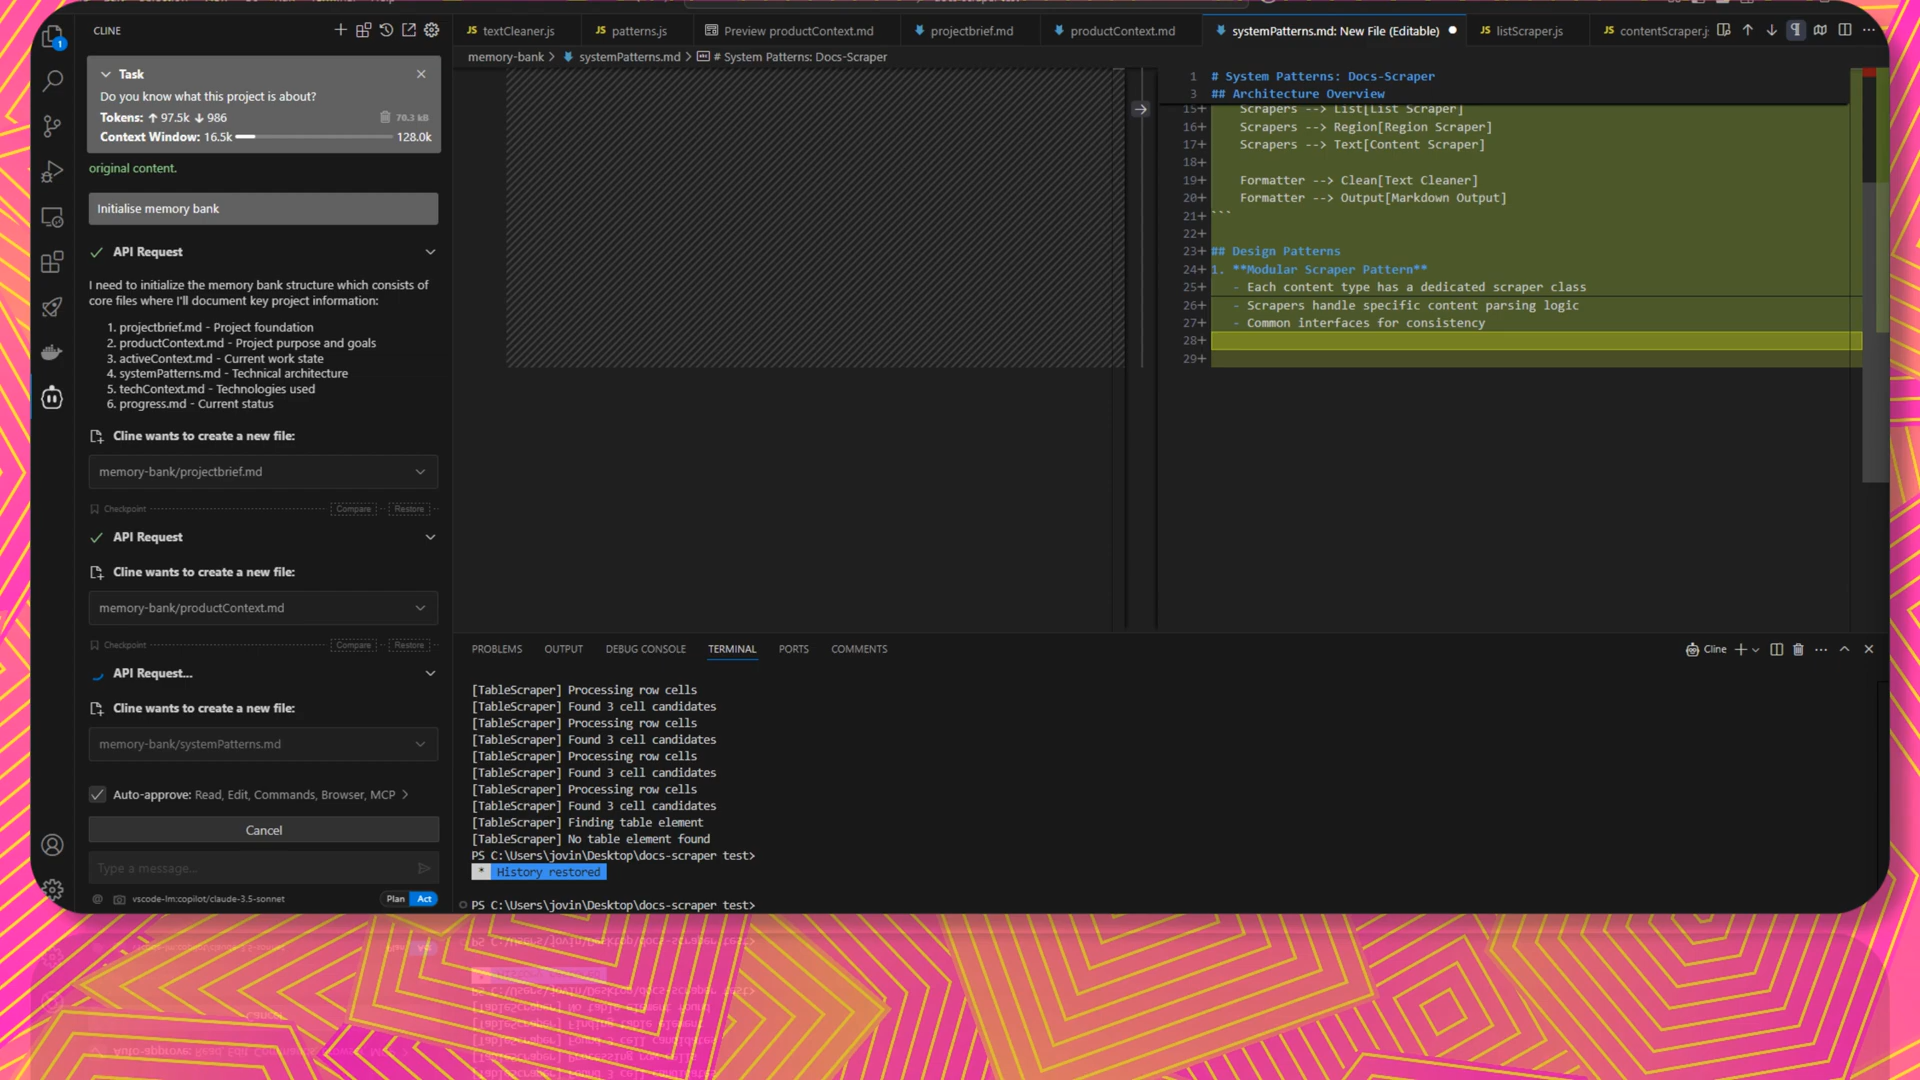 CLINE
Task
Do you know what this project is about?
Tokens: ↑ 97.5k ↓ 986
70.3 kB
Context Window: 16.5k
128.0k
original content.
Initialise memory bank
API Request
I need to initialize the memory bank structure which consists of
core files where I'll document key project information:
1. projectbrief.md - Project foundation
2. productContext.md - Project purpose and goals
3. activeContext.md - Current work state
4. systemPatterns.md - Technical architecture
5. techContext.md - Technologies used
6. progress.md - Current status
Cline wants to create a new file:
memory-bank/projectbrief.md
Checkpoint
Compare
Restore
API Request
Cline wants to create a new file:
memory-bank/productContext.md
Checkpoint
Compare
Restore
API Request...
Cline wants to create a new file:
memory-bank/systemPatterns.md
Auto-approve: Read, Edit, Commands, Browser, MCP >
Cancel
Type a message...
@ vscode-lm:copilot/claude-3.5-sonnet
Plan
Act
1
JS textCleaner.js
JS patterns.js
Preview productContext.md
projectbrief.md
productContext.md
systemPatterns.md: New File (Editable)
JS listScraper.js
JS contentScraper.j
memory-bank > systemPatterns.md > # System Patterns: Docs-Scraper
1 # System Patterns: Docs-Scraper
3 ## Architecture Overview
15+ Scrapers --> List[List Scraper]
16+ Scrapers --> Region[Region Scraper]
17+ Scrapers --> Text[Content Scraper]
18+
19+ Formatter --> Clean[Text Cleaner]
20+ Formatter --> Output[Markdown Output]
21+ ```
22+
23+ ## Design Patterns
24+ 1. **Modular Scraper Pattern**
25+ - Each content type has a dedicated scraper class
26+ - Scrapers handle specific content parsing logic
27+ - Common interfaces for consistency
28+
29+
PROBLEMS
OUTPUT
DEBUG CONSOLE
TERMINAL
PORTS
COMMENTS
Cline
[TableScraper] Processing row cells
[TableScraper] Found 3 cell candidates
[TableScraper] Processing row cells
[TableScraper] Found 3 cell candidates
[TableScraper] Processing row cells
[TableScraper] Found 3 cell candidates
[TableScraper] Processing row cells
[TableScraper] Found 3 cell candidates
[TableScraper] Finding table element
[TableScraper] No table element found
PS C:\Users\jovin\Desktop\docs-scraper test>
* History restored
PS C:\Users\jovin\Desktop\docs-scraper test>